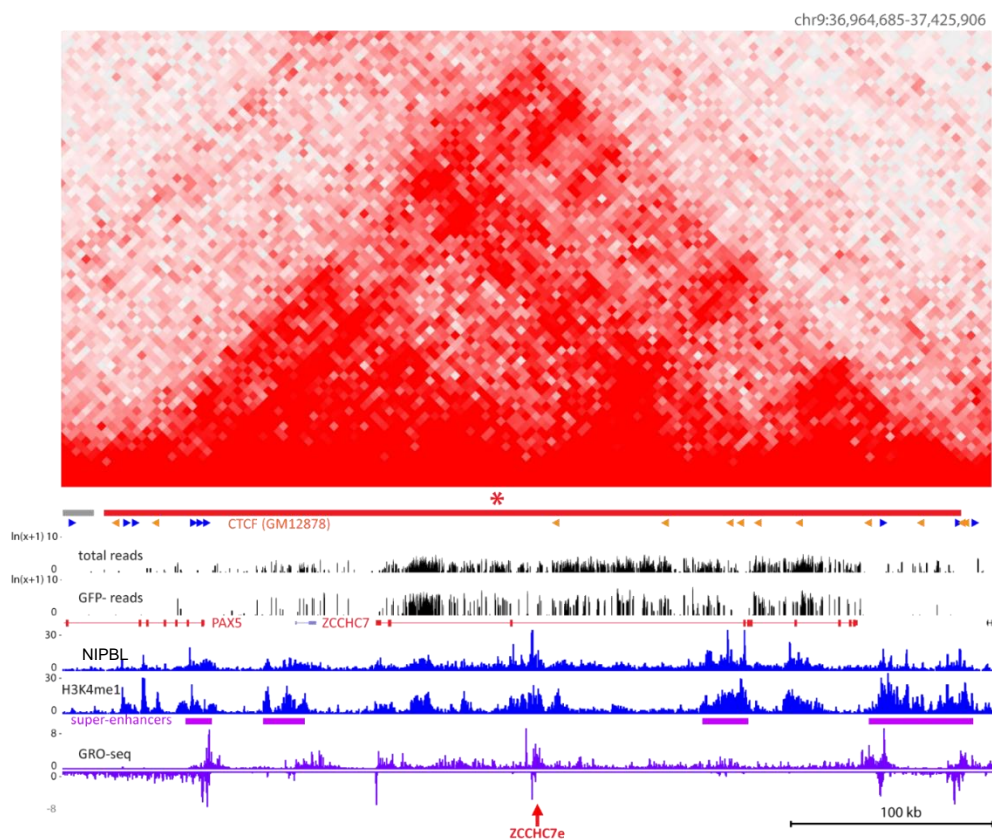 chr9:36,964,685-37,425,906
*
CTCF (GM12878)
ln(x+1) 10
total reads
0
ln(x+1) 10
GFP- reads
0
PAX5 ZCCHC7
30
NIPBL
0
30
H3K4me1
0
super-enhancers
8
GRO-seq
0
0
-8
100 kb
ZCCHC7e